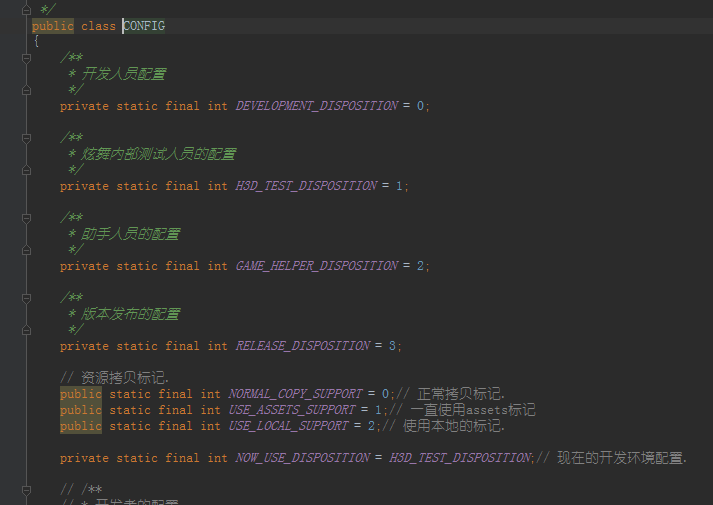 */
public class CONFIG
{
/**
* 开发人员配置
*/
private static final int DEVELOPMENT_DISPOSITION = 0;
/**
* 炫舞内部测试人员的配置
*/
private static final int H3D_TEST_DISPOSITION = 1;
/**
* 助手人员的配置
*/
private static final int GAME_HELPER_DISPOSITION = 2;
/**
* 版本发布的配置
*/
private static final int RELEASE_DISPOSITION = 3;
// 资源拷贝标记.
public static final int NORMAL_COPY_SUPPORT = 0;// 正常拷贝标记.
public static final int USE_ASSETS_SUPPORT = 1;// 一直使用assets标记
public static final int USE_LOCAL_SUPPORT = 2;// 使用本地的标记.
private static final int NOW_USE_DISPOSITION = H3D_TEST_DISPOSITION;// 现在的开发环境配置.
// /**
// * 开发者的配置